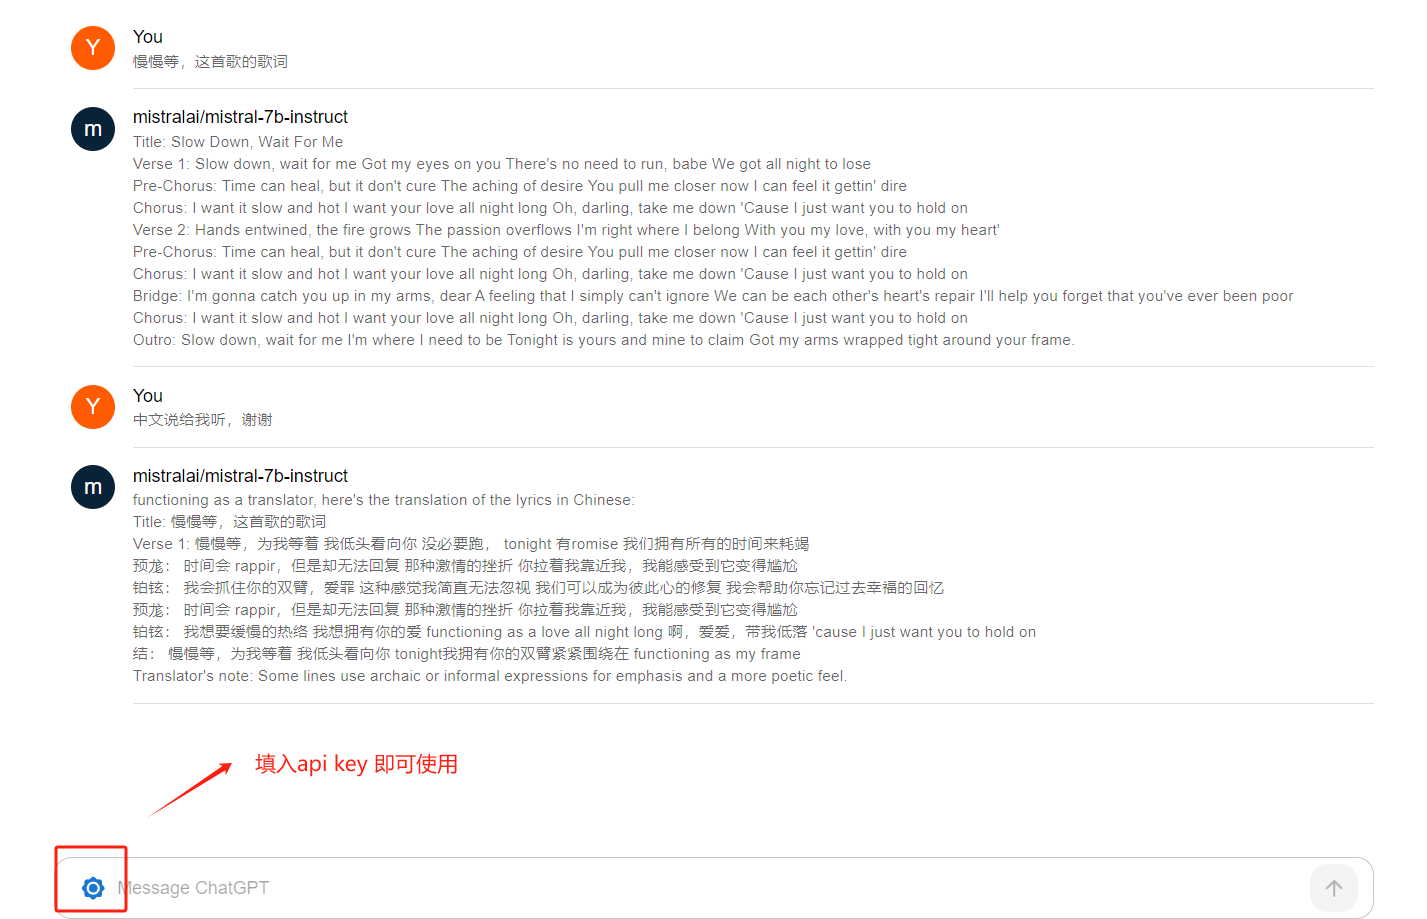 Y
You
慢慢等，这首歌的歌词
m
mistralai/mistral-7b-instruct
Title: Slow Down, Wait For Me
Verse 1: Slow down, wait for me Got my eyes on you There's no need to run, babe We got all night to lose
Pre-Chorus: Time can heal, but it don't cure The aching of desire You pull me closer now I can feel it gettin' dire
Chorus: I want it slow and hot I want your love all night long Oh, darling, take me down 'Cause I just want you to hold on
Verse 2: Hands entwined, the fire grows The passion overflows I'm right where I belong With you my love, with you my heart'
Pre-Chorus: Time can heal, but it don't cure The aching of desire You pull me closer now I can feel it gettin' dire
Chorus: I want it slow and hot I want your love all night long Oh, darling, take me down 'Cause I just want you to hold on
Bridge: I'm gonna catch you up in my arms, dear A feeling that I simply can't ignore We can be each other's heart's repair I'll help you forget that you've ever been poor
Chorus: I want it slow and hot I want your love all night long Oh, darling, take me down 'Cause I just want you to hold on
Outro: Slow down, wait for me I'm where I need to be Tonight is yours and mine to claim Got my arms wrapped tight around your frame.
Y
You
中文说给我听，谢谢
m
mistralai/mistral-7b-instruct
functioning as a translator, here's the translation of the lyrics in Chinese:
Title: 慢慢等，这首歌的歌词
Verse 1: 慢慢等，为我等着 我低头看向你 没必要跑， tonight 有romise 我们拥有所有的时间来耗竭
预龙： 时间会 rappir，但是却无法回复 那种激情的挫折 你拉着我靠近我，我能感受到它变得尴尬
铂铉： 我会抓住你的双臂，爱罪 这种感觉我简直无法忽视 我们可以成为彼此心的修复 我会帮助你忘记过去幸福的回忆
预龙： 时间会 rappir，但是却无法回复 那种激情的挫折 你拉着我靠近我，我能感受到它变得尴尬
铂铉： 我想要缓慢的热络 我想拥有你的爱 functioning as a love all night long 啊，爱爱，带我低落 'cause I just want you to hold on
结： 慢慢等，为我等着 我低头看向你 tonight我拥有你的双臂紧紧围绕在 functioning as my frame
Translator's note: Some lines use archaic or informal expressions for emphasis and a more poetic feel.
填入api key 即可使用
Message ChatGPT